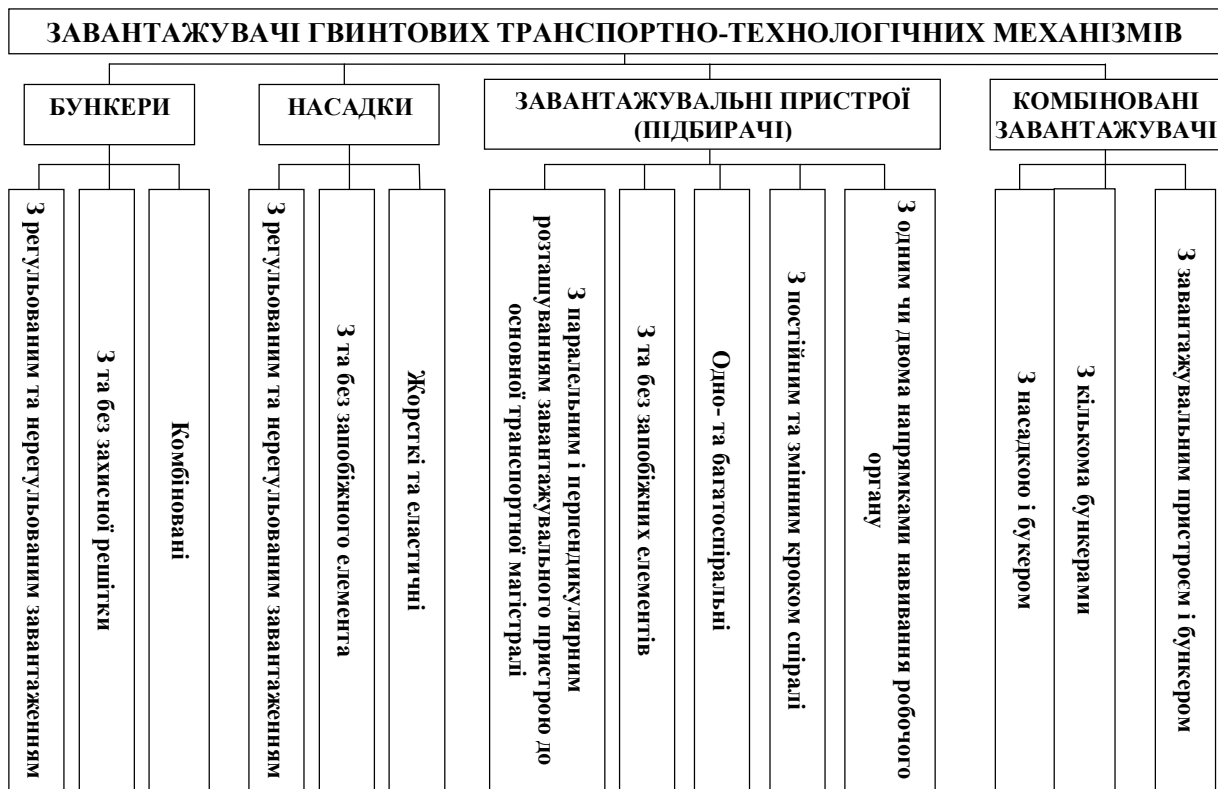 ЗАВАНТАЖУВАЧІ ГВИНТОВИХ ТРАНСПОРТНО-ТЕХНОЛОГІЧНИХ МЕХАНІЗМІВ
БУНКЕРИ
З регульованим та нерегульованим завантаженням
З та без захисної решітки
Комбіновані
НАСАДКИ
З регульованим та нерегульованим завантаженням
З та без запобіжного елемента
Жорсткі та еластичні
ЗАВАНТАЖУВАЛЬНІ ПРИСТРОЇ
(ПІДБИРАЧІ)
З паралельним і перпендикулярним
розташуванням завантажувального пристрою до
основної транспортної магістралі
З та без запобіжних елементів
Одно- та багатоспіральні
З постійним та змінним кроком спіралі
З одним чи двома напрямками навивання робочого
органу
КОМБІНОВАНІ
ЗАВАНТАЖУВАЧІ
З насадкою і букером
З кількома бункерами
З завантажувальним пристроєм і бункером